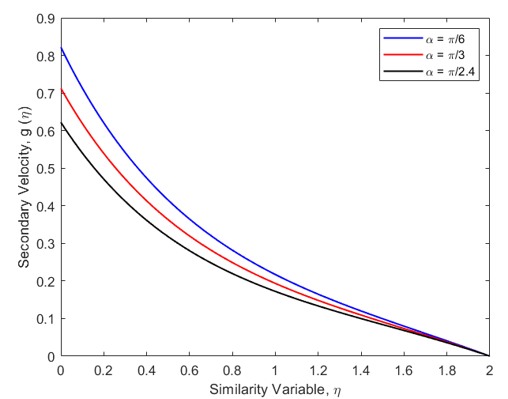 0.9
0.8
0.7
0.6
0.5
0.4
0.3
0.2
0.1
0
Secondary Velocity, g (η)
α = π/6
α = π/3
α = π/2.4
0 0.2 0.4 0.6 0.8 1 1.2 1.4 1.6 1.8 2
Similarity Variable, η